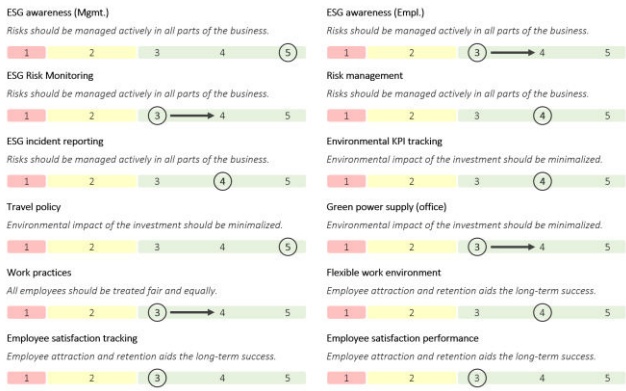 ESG awareness (Mgmt.)
Risks should be managed actively in all parts of the business.
1 2 3 4 5
ESG awareness (Empl.)
Risks should be managed actively in all parts of the business.
1 2 3 4 5
ESG Risk Monitoring
Risks should be managed actively in all parts of the business.
1 2 3 4 5
Risk management
Risks should be managed actively in all parts of the business.
1 2 3 4 5
ESG incident reporting
Risks should be managed actively in all parts of the business.
1 2 3 4 5
Environmental KPI tracking
Environmental impact of the investment should be minimalized.
1 2 3 4 5
Travel policy
Environmental impact of the investment should be minimalized.
1 2 3 4 5
Green power supply (office)
Environmental impact of the investment should be minimalized.
1 2 3 4 5
Work practices
All employees should be treated fair and equally.
1 2 3 4 5
Flexible work environment
Employee attraction and retention aids the long-term success.
1 2 3 4 5
Employee satisfaction tracking
Employee attraction and retention aids the long-term success.
1 2 3 4 5
Employee satisfaction performance
Employee attraction and retention aids the long-term success.
1 2 3 4 5